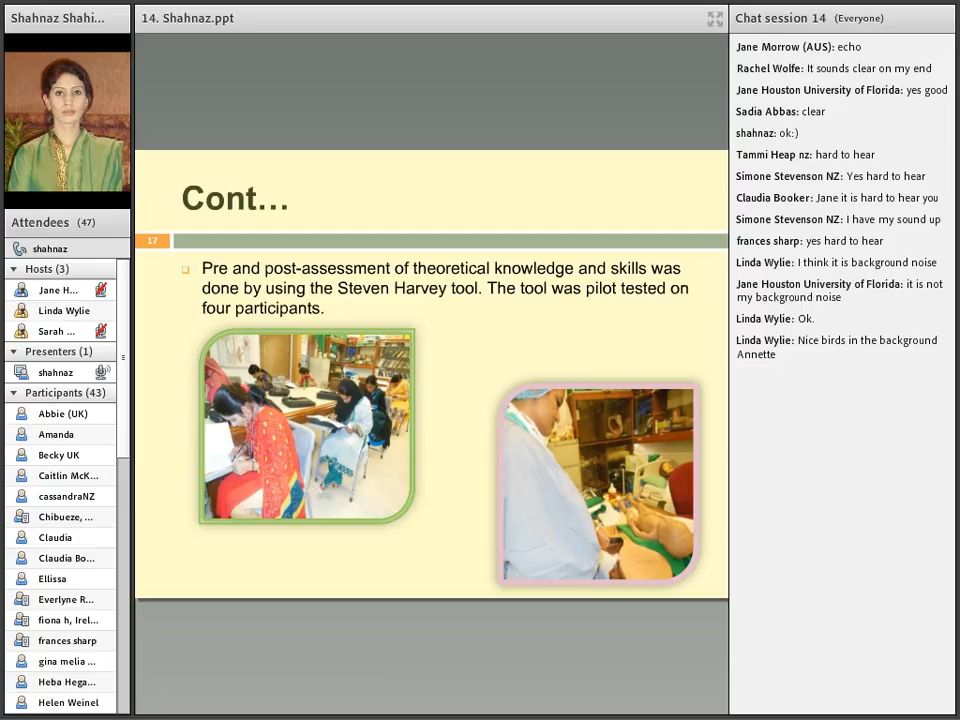 Shahnaz Shahi...
Attendees (47)
shahnaz
Hosts (3)
Jane H...
Linda Wylie
Sarah ...
Presenters (1)
shahnaz
Participants (43)
Abbie (UK)
Amanda
Becky UK
Caitlin McK...
cassandraNZ
Chibueze, ...
Claudia
Claudia Bo...
Ellissa
Everlyne R...
fiona h, Irel...
frances sharp
gina melia ...
Heba Hega...
Helen Weinel
14. Shahnaz.ppt
Cont...
17
Pre and post-assessment of theoretical knowledge and skills was
done by using the Steven Harvey tool. The tool was pilot tested on
four participants.
Chat session 14 (Everyone)
Jane Morrow (AUS): echo
Rachel Wolfe: It sounds clear on my end
Jane Houston University of Florida: yes good
Sadia Abbas: clear
shahnaz: ok:)
Tammi Heap nz: hard to hear
Simone Stevenson NZ: Yes hard to hear
Claudia Booker: Jane it is hard to hear you
Simone Stevenson NZ: I have my sound up
frances sharp: yes hard to hear
Linda Wylie: I think it is background noise
Jane Houston University of Florida: it is not
my background noise
Linda Wylie: Ok.
Linda Wylie: Nice birds in the background
Annette